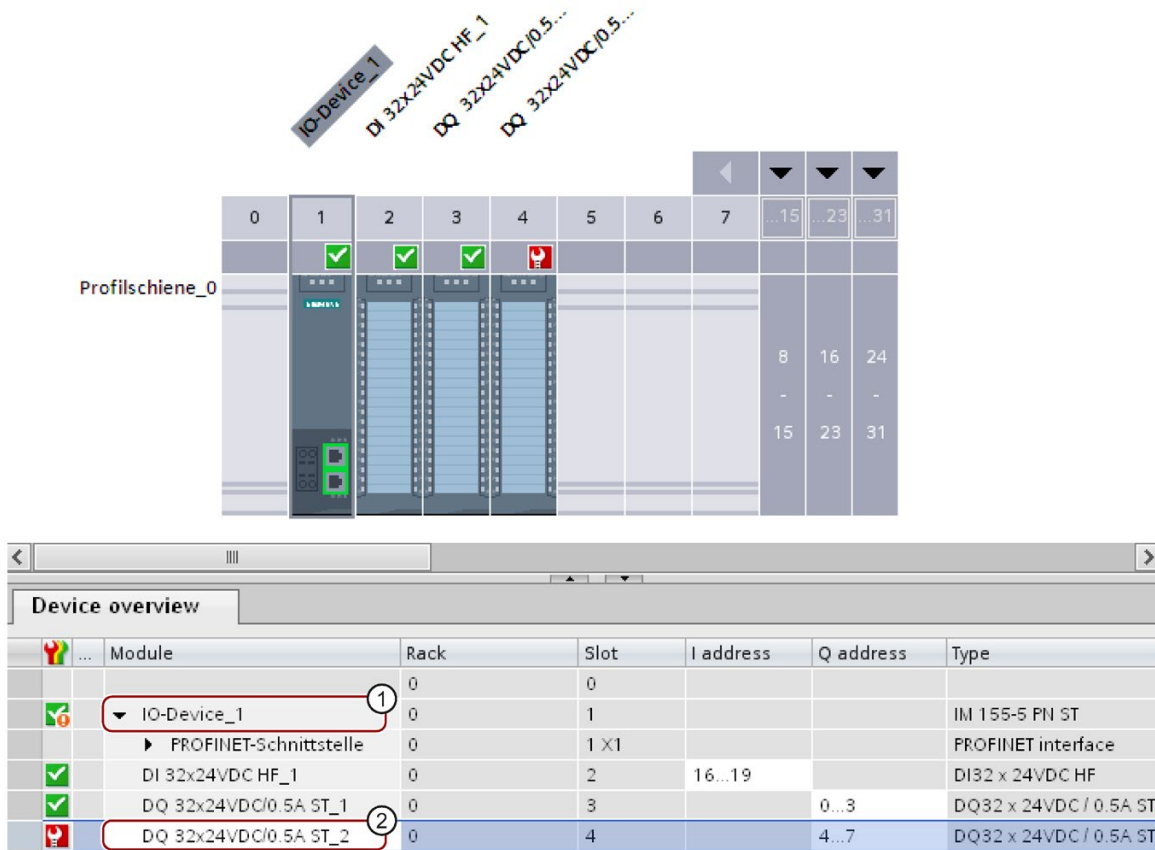 IO-Device_1
DI 32x24VDC HF_1
DQ 32x24VDC/0.5...
DQ 32x24VDC/0.5...
0 1 2 3 4 5 6 7 ...15 ...23 ...31
Profilschiene_0
SIEMENS
8 16 24
- - -
15 23 31
Device overview
... Module Rack Slot I address Q address Type
0 0
IO-Device_1 0 1 IM 155-5 PN ST
1
PROFINET-Schnittstelle 0 1 X1 PROFINET interface
DI 32x24VDC HF_1 0 2 16...19 DI32 x 24VDC HF
DQ 32x24VDC/0.5A ST_1 0 3 0...3 DQ32 x 24VDC / 0.5A ST
2
DQ 32x24VDC/0.5A ST_2 0 4 4...7 DQ32 x 24VDC / 0.5A ST